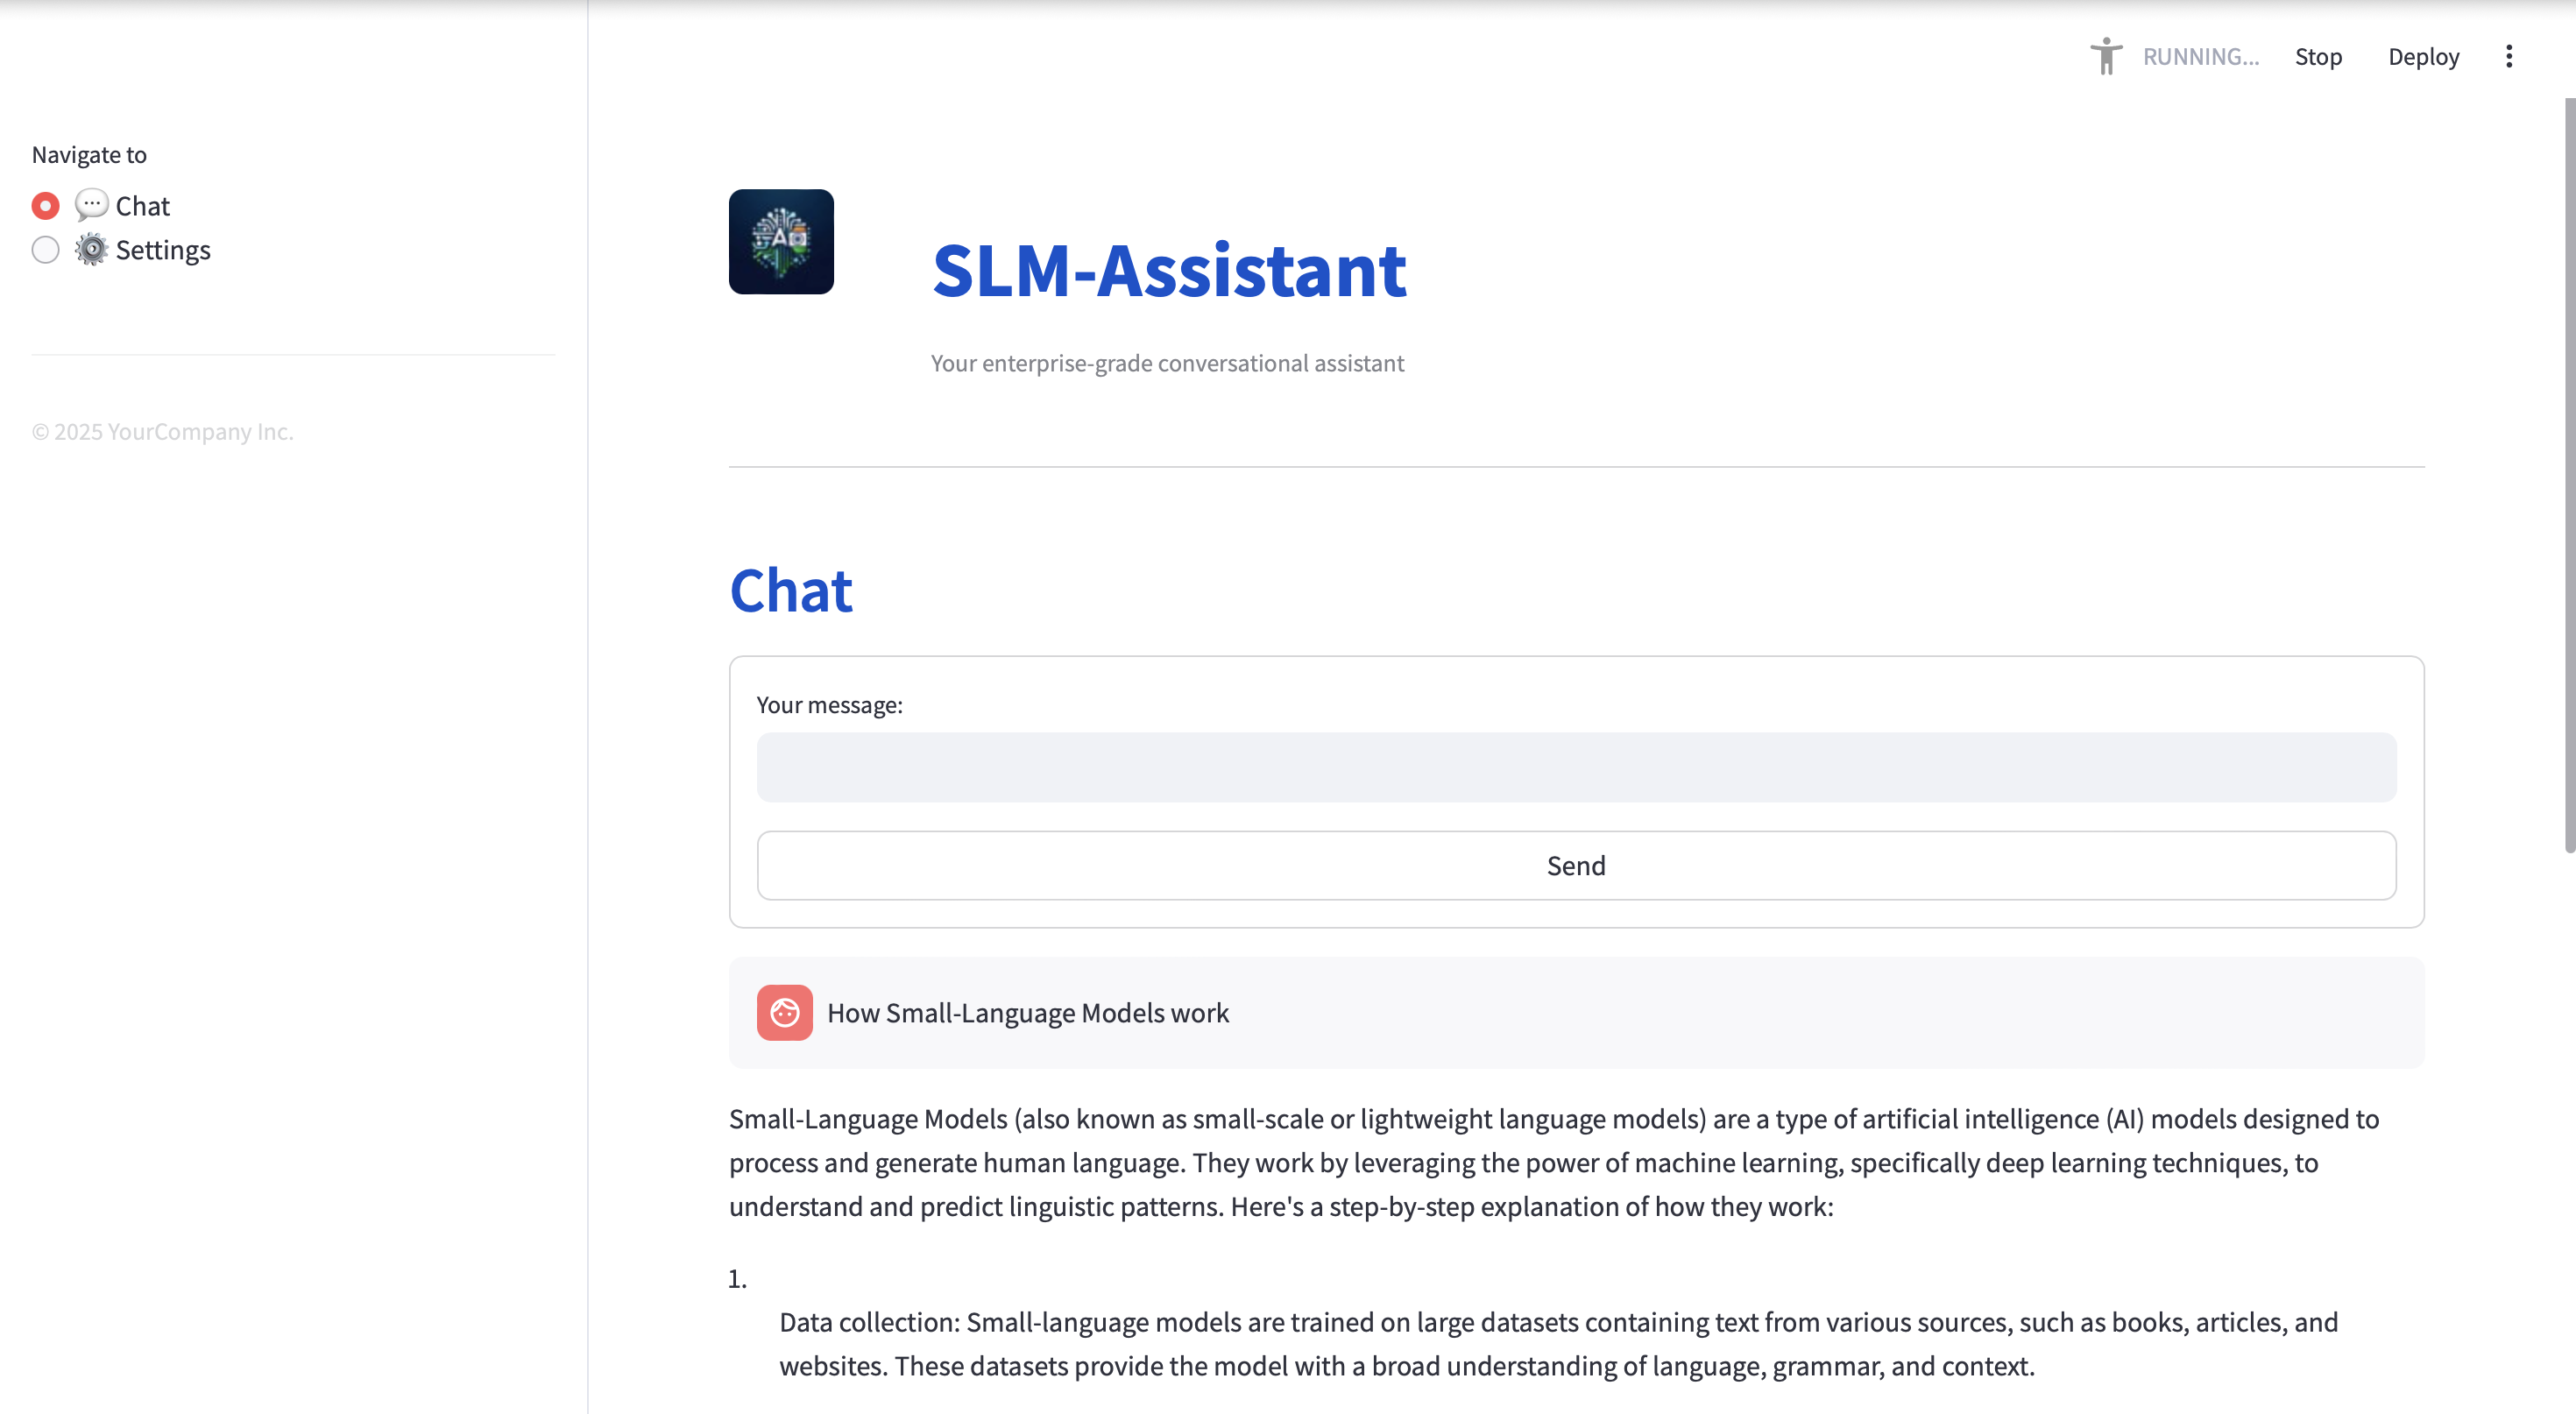 RUNNING... Stop Deploy
Navigate to
Chat
Settings
© 2025 YourCompany Inc.
AI
SLM-Assistant
Your enterprise-grade conversational assistant
Chat
Your message:
Send
How Small-Language Models work
Small-Language Models (also known as small-scale or lightweight language models) are a type of artificial intelligence (AI) models designed to
process and generate human language. They work by leveraging the power of machine learning, specifically deep learning techniques, to
understand and predict linguistic patterns. Here's a step-by-step explanation of how they work:
1.
Data collection: Small-language models are trained on large datasets containing text from various sources, such as books, articles, and
websites. These datasets provide the model with a broad understanding of language, grammar, and context.